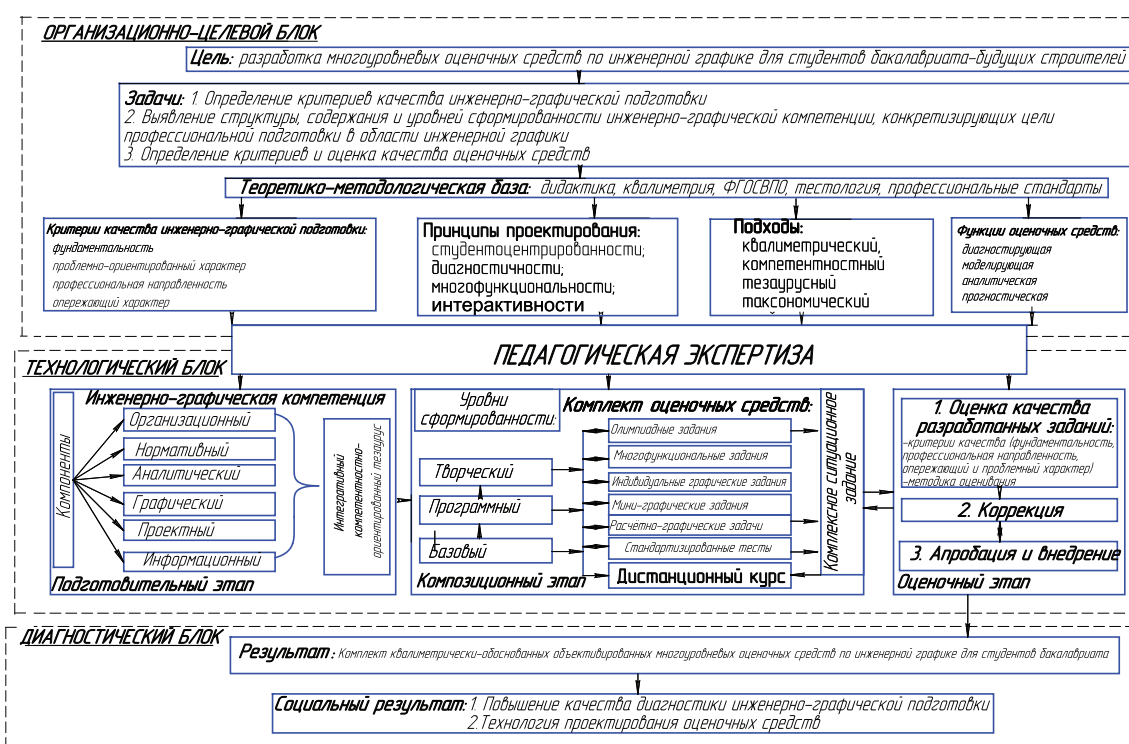 ОРГАНИЗАЦИОННО-ЦЕЛЕВОЙ БЛОК
Цель: разработка многоуровневых оценочных средств по инженерной графике для студентов бакалавриата-будущих строителей
Задачи: 1. Определение критериев качества инженерно-графической подготовки
2. Выявление структуры, содержания и уровней сформированности инженерно-графической компетенции, конкретизирующих цели
профессиональной подготовки в области инженерной графики
3. Определение критериев и оценка качества оценочных средств
Теоретико-методологическая база: дидактика, квалиметрия, ФГОСВПО, тестология, профессиональные стандарты
Критерии качества инженерно-графической подготовки:
фундаментальность
проблемно-ориентированный характер
профессиональная направленность
опережающий характер
Принципы проектирования:
студентоцентрированности;
диагностичности;
многофункциональности;
интерактивности
Подходы:
квалиметрический,
компетентностный
тезаурусный
таксономический
Функции оценочных средств:
диагностирующая
моделирующая
аналитическая
прогностическая
ПЕДАГОГИЧЕСКАЯ ЭКСПЕРТИЗА
ТЕХНОЛОГИЧЕСКИЙ БЛОК
Инженерно-графическая компетенция
Компоненты
Организационный
Нормативный
Аналитический
Графический
Проектный
Информационный
Интегративный
компетентностно-
ориентированный тезаурус
Подготовительный этап
Уровни
сформированности:
Творческий
Программный
Базовый
Композиционный этап
Комплект оценочных средств:
Олимпиадные задания
Многофункциональные задания
Индивидуальные графические задания
Мини-графические задания
Расчётно-графические задачи
Стандартизированные тесты
Дистанционный курс
Комплексное ситуационное
задание
1. Оценка качества
разработанных заданий:
-критерии качества (фундаментальность,
профессиональная направленность,
опережающий и проблемный характер)
-методика оценивания
2. Коррекция
3. Апробация и внедрение
Оценочный этап
ДИАГНОСТИЧЕСКИЙ БЛОК
Результат: Комплект квалиметрически-обоснованных объективированных многоуровневых оценочных средств по инженерной графике для студентов бакалавриата
Социальный результат: 1. Повышение качества диагностики инженерно-графической подготовки
2.Технология проектирования оценочных средств